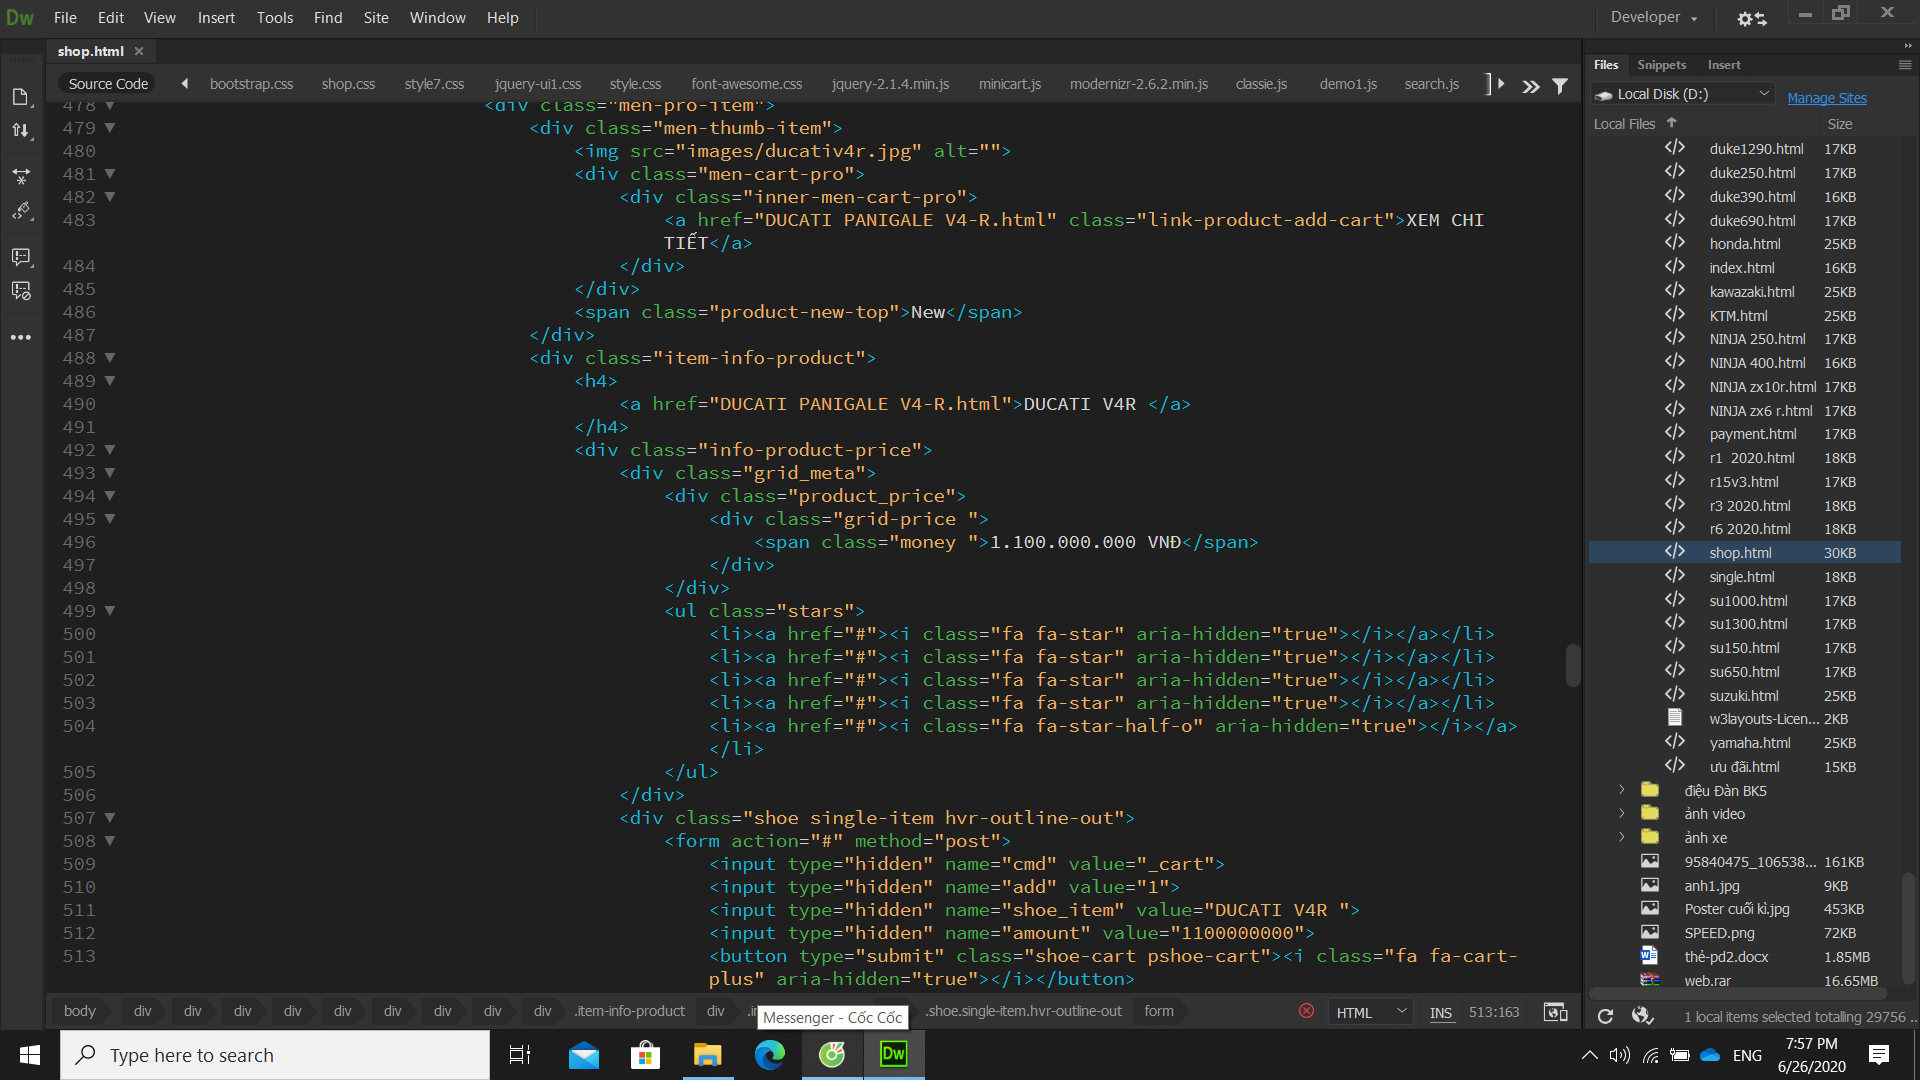 Dw File Edit View Insert Tools Find Site Window Help Developer
shop.html
Source Code bootstrap.css shop.css style7.css jquery-ui1.css style.css font-awesome.css jquery-2.1.4.min.js minicart.js modernizr-2.6.2.min.js classie.js demo1.js search.js
478 <div class="men-pro-item">
479 <div class="men-thumb-item">
480 <img src="images/ducativ4r.jpg" alt="">
481 <div class="men-cart-pro">
482 <div class="inner-men-cart-pro">
483 <a href="DUCATI PANIGALE V4-R.html" class="link-product-add-cart">XEM CHI
TIẾT</a>
484 </div>
485 </div>
486 <span class="product-new-top">New</span>
487 </div>
488 <div class="item-info-product">
489 <h4>
490 <a href="DUCATI PANIGALE V4-R.html">DUCATI V4R </a>
491 </h4>
492 <div class="info-product-price">
493 <div class="grid_meta">
494 <div class="product_price">
495 <div class="grid-price ">
496 <span class="money ">1.100.000.000 VNĐ</span>
497 </div>
498 </div>
499 <ul class="stars">
500 <li><a href="#"><i class="fa fa-star" aria-hidden="true"></i></a></li>
501 <li><a href="#"><i class="fa fa-star" aria-hidden="true"></i></a></li>
502 <li><a href="#"><i class="fa fa-star" aria-hidden="true"></i></a></li>
503 <li><a href="#"><i class="fa fa-star" aria-hidden="true"></i></a></li>
504 <li><a href="#"><i class="fa fa-star-half-o" aria-hidden="true"></i></a>
</li>
505 </ul>
506 </div>
507 <div class="shoe single-item hvr-outline-out">
508 <form action="#" method="post">
509 <input type="hidden" name="cmd" value="_cart">
510 <input type="hidden" name="add" value="1">
511 <input type="hidden" name="shoe_item" value="DUCATI V4R ">
512 <input type="hidden" name="amount" value="1100000000">
513 <button type="submit" class="shoe-cart pshoe-cart"><i class="fa fa-cart-
plus" aria-hidden="true"></i></button>
body div div div div div div div div div .item-info-product div .shoe.single-item.hvr-outline-out form HTML INS 513:163
Messenger - Cốc Cốc
Files Snippets Insert
Local Disk (D:) Manage Sites
Local Files Size
duke1290.html 17KB
duke250.html 17KB
duke390.html 16KB
duke690.html 17KB
honda.html 25KB
index.html 16KB
kawazaki.html 25KB
KTM.html 25KB
NINJA 250.html 17KB
NINJA 400.html 16KB
NINJA zx10r.html 17KB
NINJA zx6 r.html 17KB
payment.html 17KB
r1 2020.html 18KB
r15v3.html 17KB
r3 2020.html 18KB
r6 2020.html 18KB
shop.html 30KB
single.html 18KB
su1000.html 17KB
su1300.html 17KB
su150.html 17KB
su650.html 17KB
suzuki.html 25KB
w3layouts-Licen... 2KB
yamaha.html 25KB
ưu đãi.html 15KB
điệu Đàn BK5
ảnh video
ảnh xe
95840475_106538... 161KB
anh1.jpg 9KB
Poster cuối kì.jpg 453KB
SPEED.png 72KB
thẻ-pd2.docx 1.85MB
web.rar 16.65MB
1 local items selected totalling 29756 ..
Type here to search
Dw
ENG
7:57 PM
6/26/2020